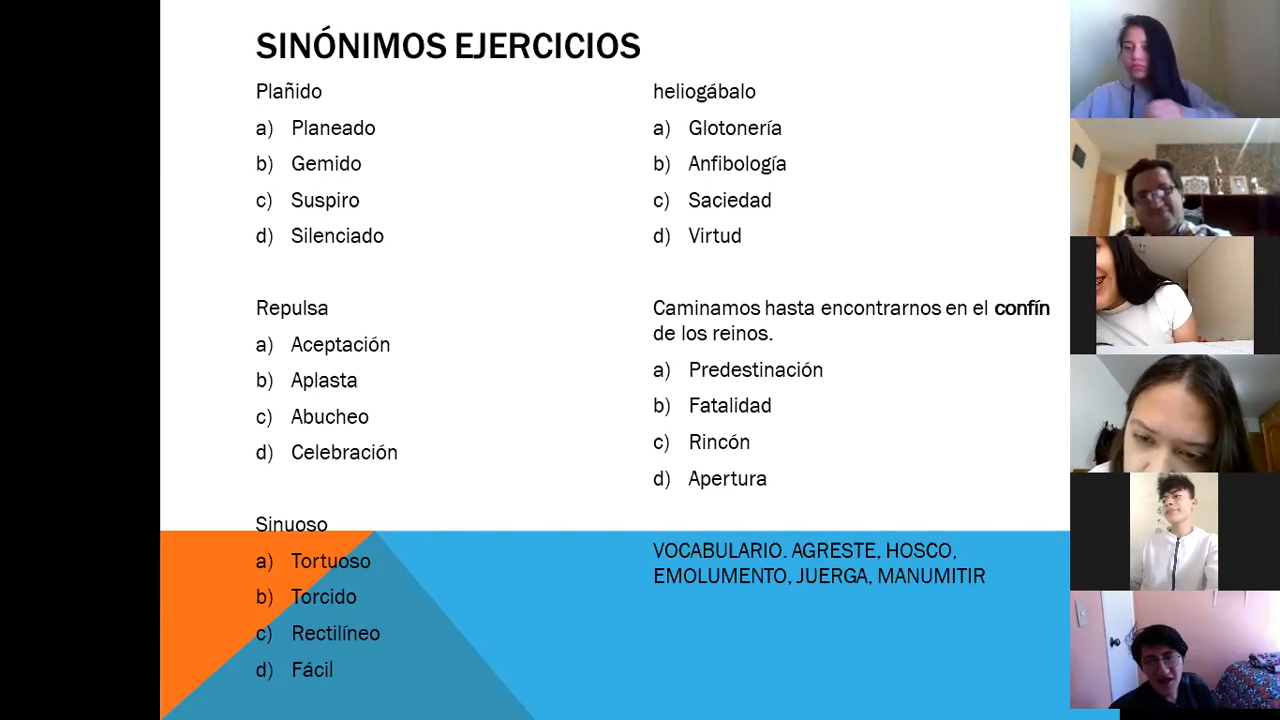 SINÓNIMOS EJERCICIOS
Plañido
a) Planeado
b) Gemido
c) Suspiro
d) Silenciado
Repulsa
a) Aceptación
b) Aplasta
c) Abucheo
d) Celebración
Sinuoso
a) Tortuoso
b) Torcido
c) Rectilíneo
d) Fácil
heliogábalo
a) Glotonería
b) Anfibología
c) Saciedad
d) Virtud
Caminamos hasta encontrarnos en el confín
de los reinos.
a) Predestinación
b) Fatalidad
c) Rincón
d) Apertura
VOCABULARIO. AGRESTE, HOSCO,
EMOLUMENTO, JUERGA, MANUMITIR